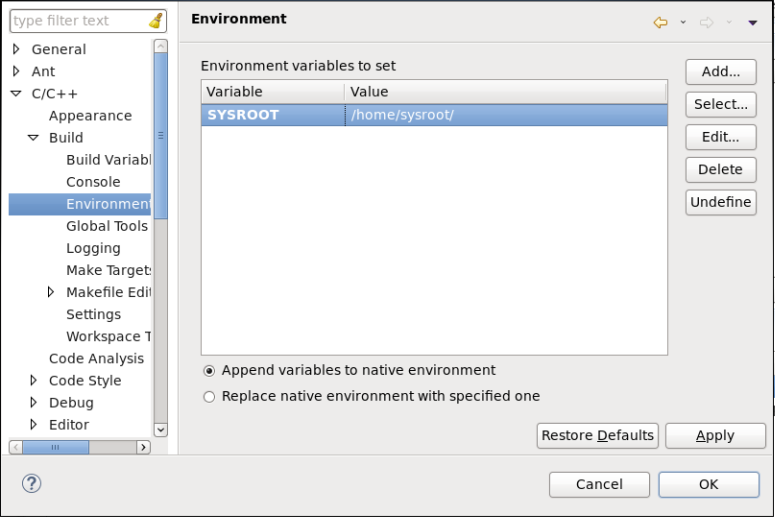 type filter text
Environment
General
Ant
C/C++
Appearance
Build
Build Variabl
Console
Environment
Global Tools
Logging
Make Targets
Makefile Edit
Settings
Workspace T
Code Analysis
Code Style
Debug
Editor
Environment variables to set
Variable Value
SYSROOT /home/sysroot/
Add...
Select...
Edit...
Delete
Undefine
Append variables to native environment
Replace native environment with specified one
Restore Defaults
Apply
Cancel
OK